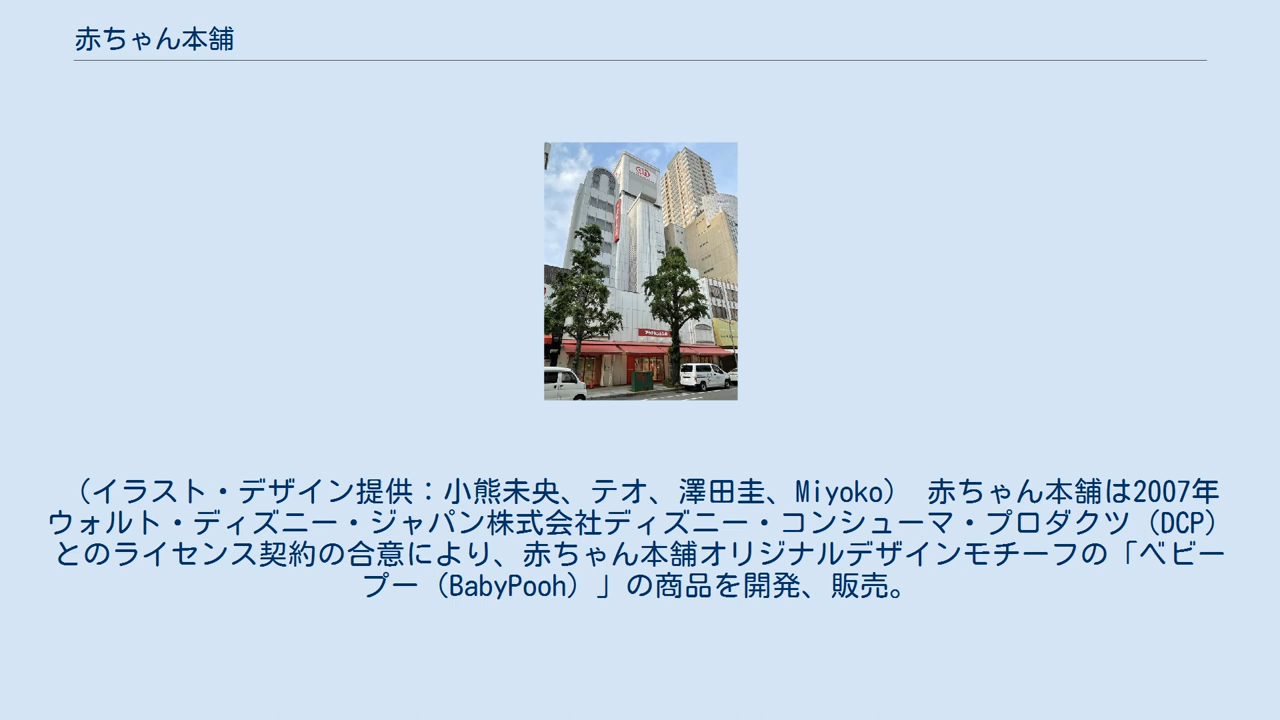 赤ちゃん本舗
（イラスト・デザイン提供：小熊未央、テオ、澤田圭、Miyoko） 赤ちゃん本舗は2007年
ウォルト・ディズニー・ジャパン株式会社ディズニー・コンシューマ・プロダクツ（DCP）
とのライセンス契約の合意により、赤ちゃん本舗オリジナルデザインモチーフの「ベビー
プー（BabyPooh）」の商品を開発、販売。